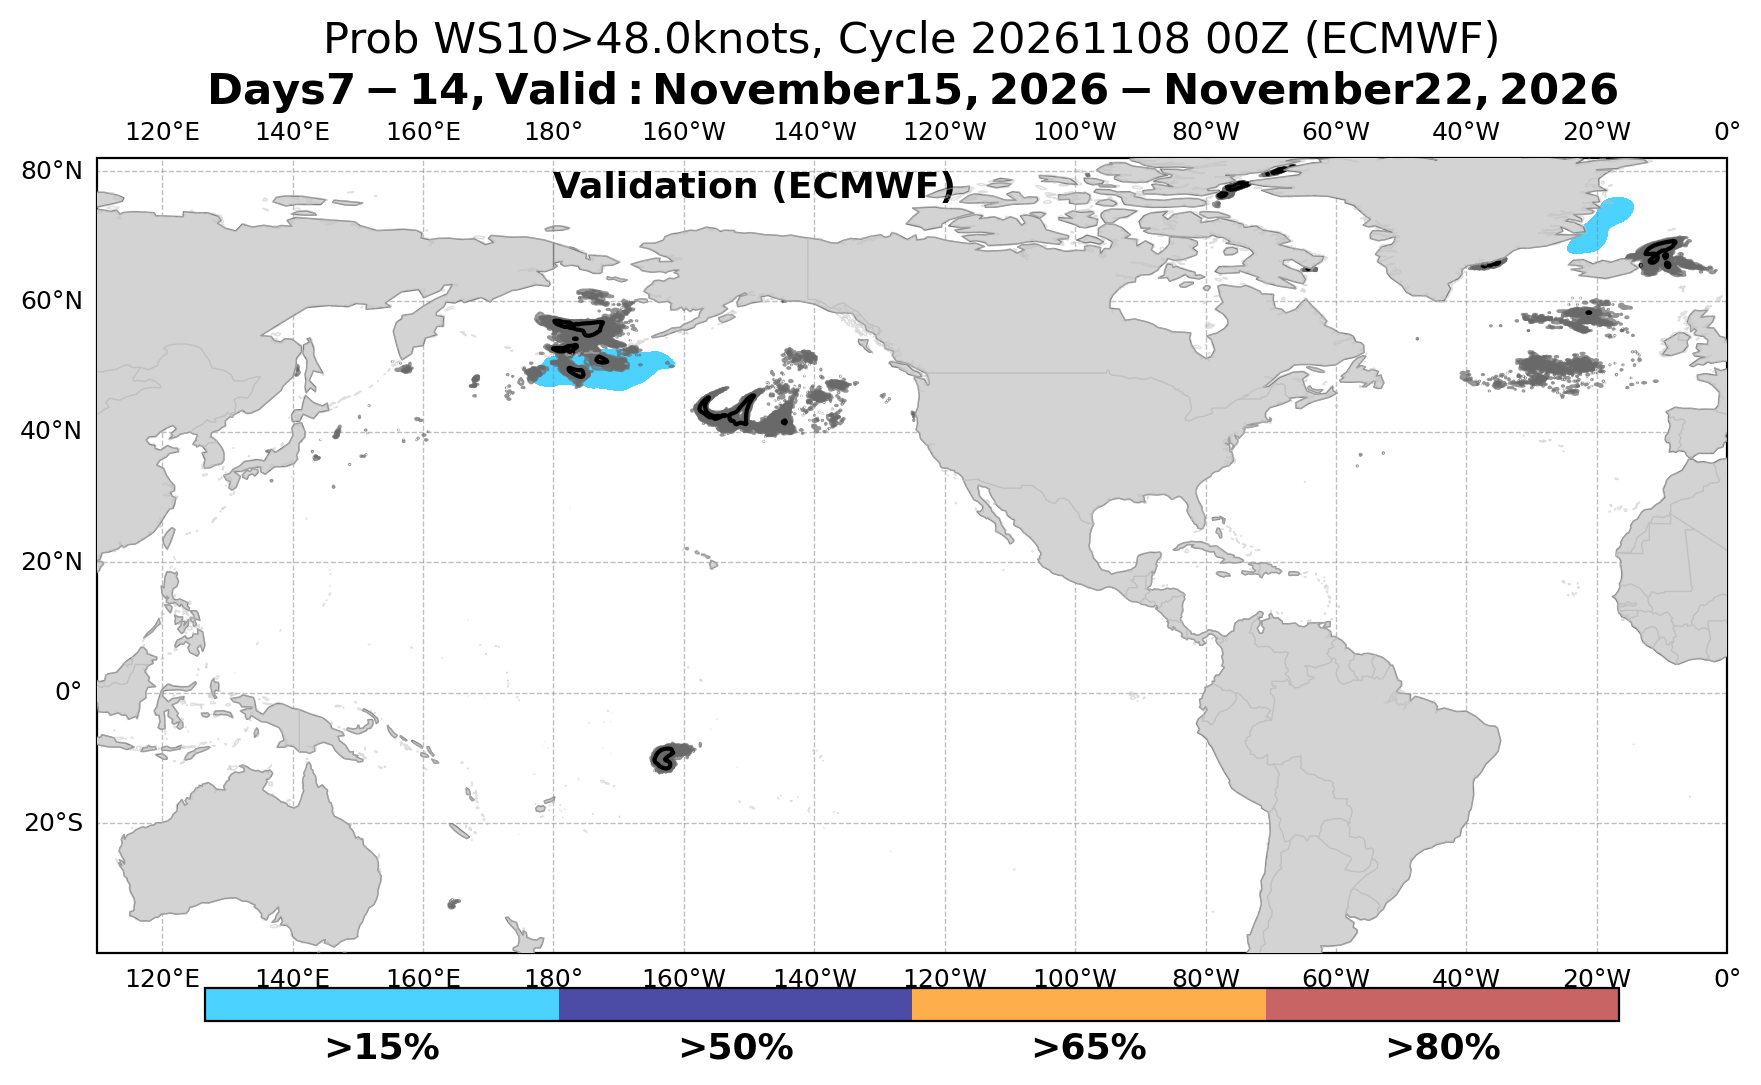 Prob WS10>48.0knots, Cycle 20261108 00Z (ECMWF)
Days7 − 14, Valid : November15, 2026 − November22, 2026
120°E 140°E 160°E 180° 160°W 140°W 120°W 100°W 80°W 60°W 40°W 20°W 0°
80°N
Validation (ECMWF)
60°N
40°N
20°N
0°
20°S
120°E 140°E 160°E 180° 160°W 140°W 120°W 100°W 80°W 60°W 40°W 20°W 0°
>15% >50% >65% >80%